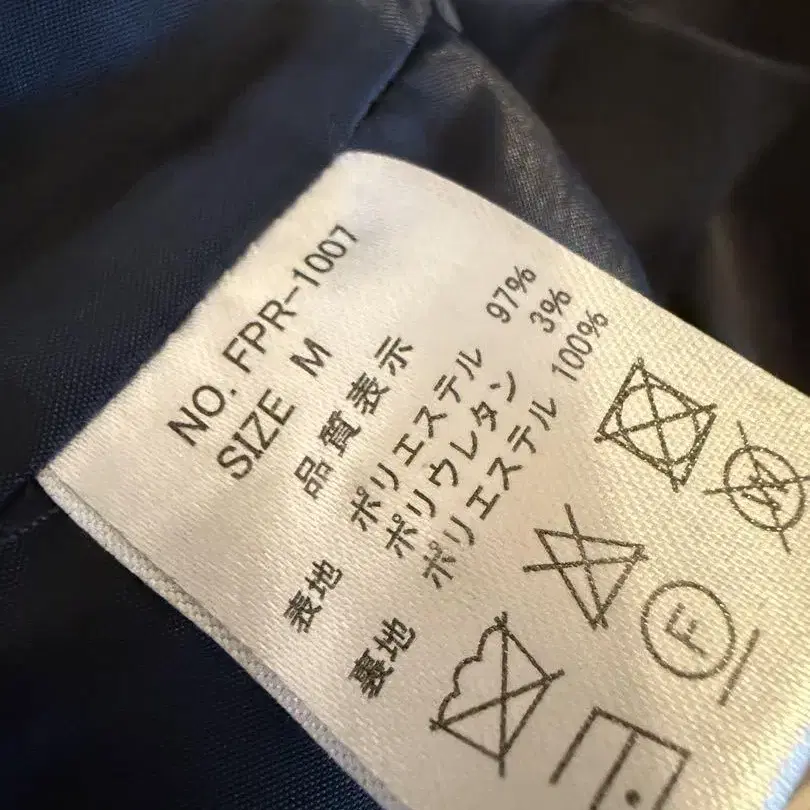 NO. FPR-1007
SIZE M
品質表示
表地 ポリエステル 97%
ポリウレタン 3%
裏地 ポリエステル 100%
W
F